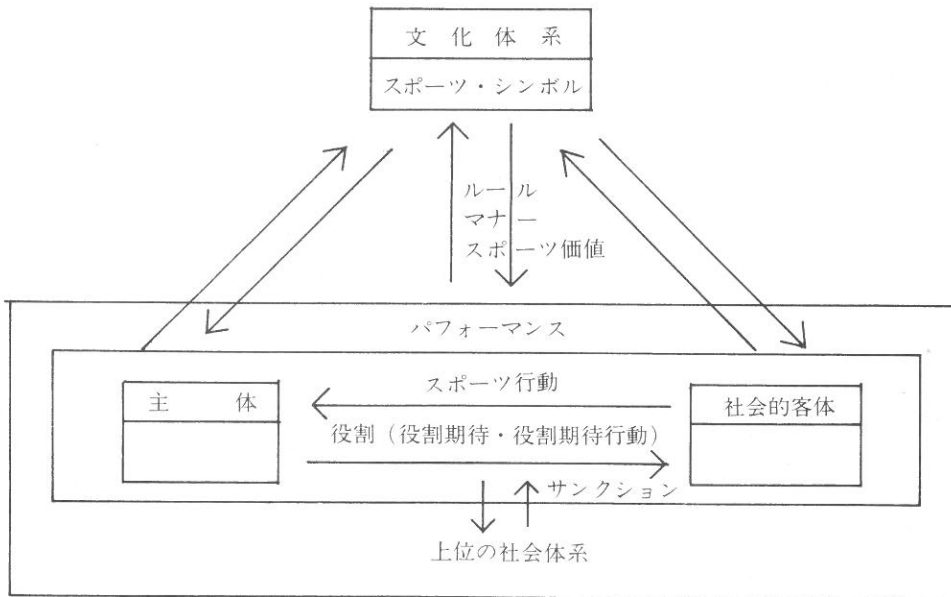 文化体系
スポーツ・シンボル
ルール
マナー
スポーツ価値
パフォーマンス
スポーツ行動
主体
社会的客体
役割（役割期待・役割期待行動）
サンクション
上位の社会体系